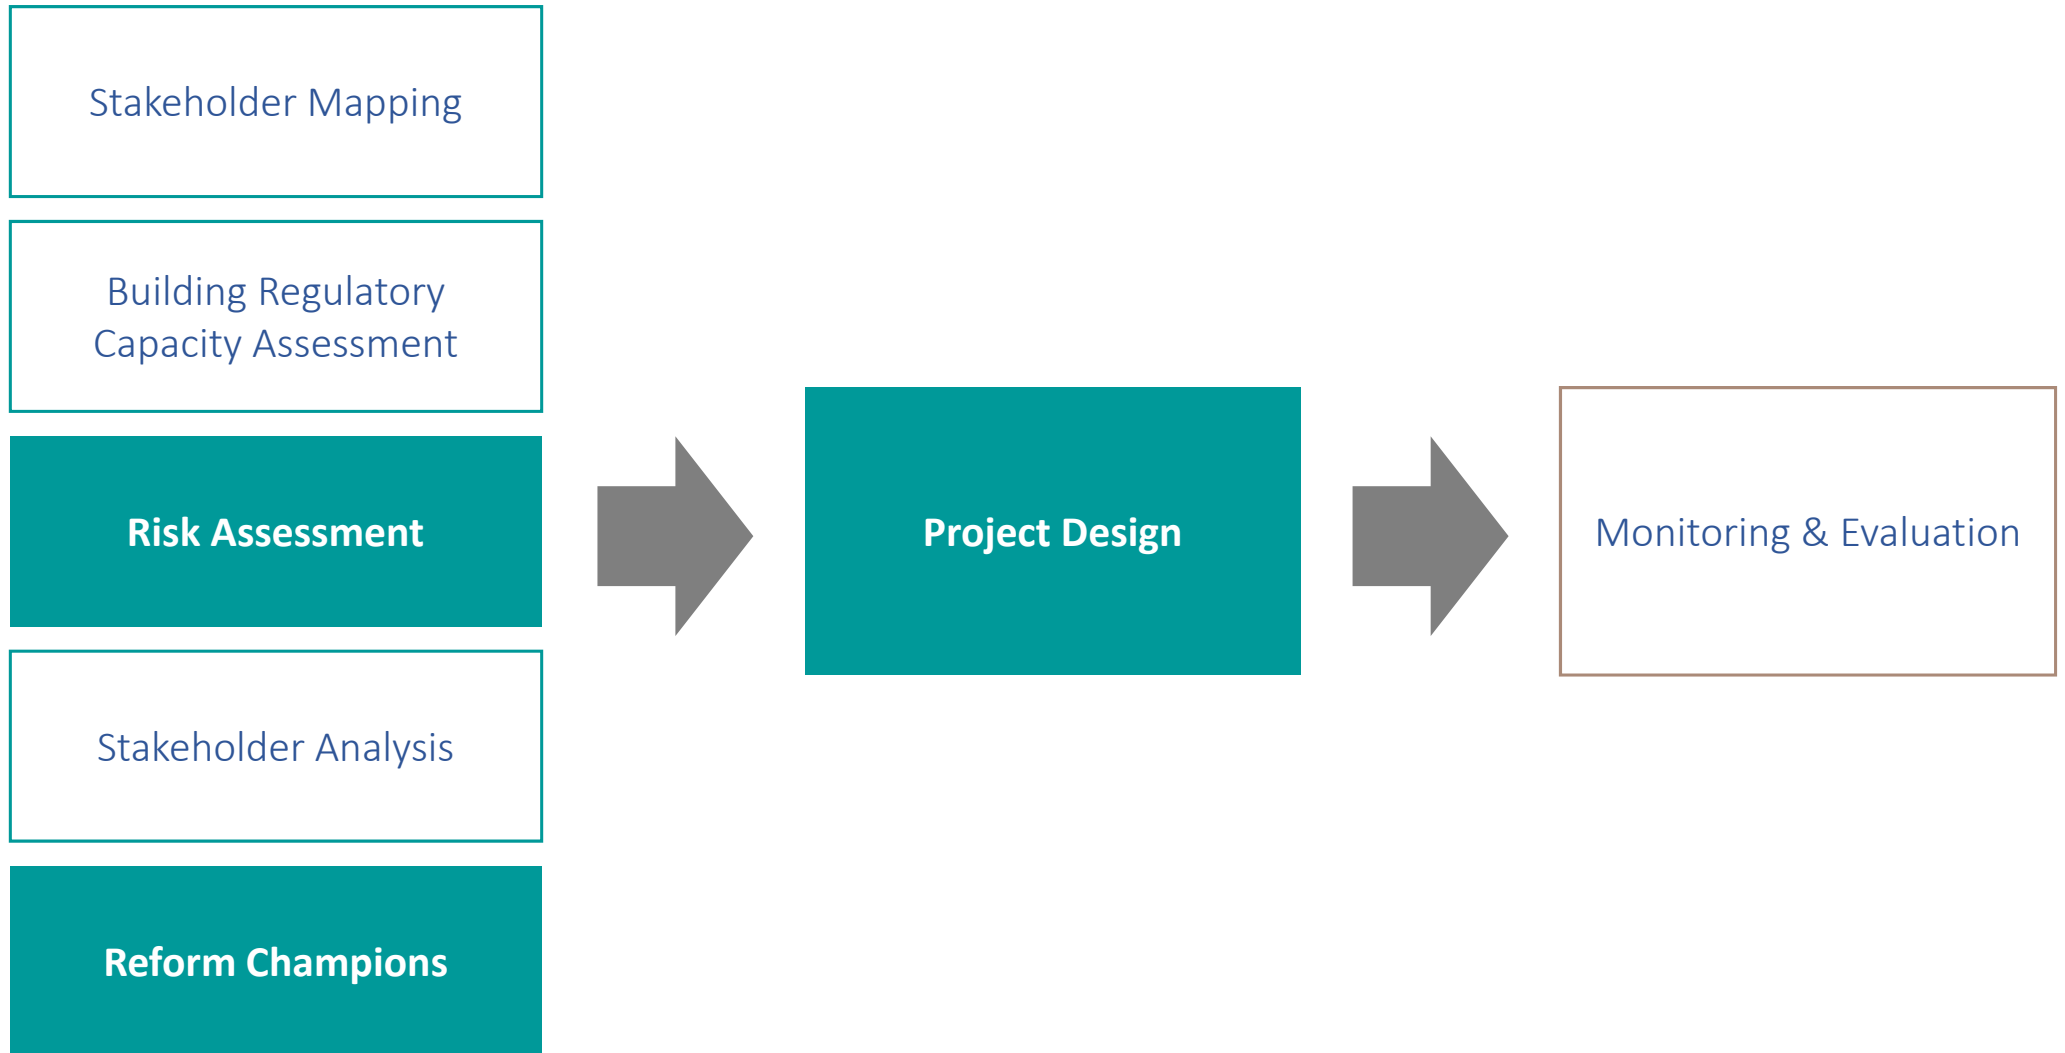 Stakeholder Mapping
Building Regulatory
Capacity Assessment
Risk Assessment
Stakeholder Analysis
Reform Champions
Project Design
Monitoring & Evaluation